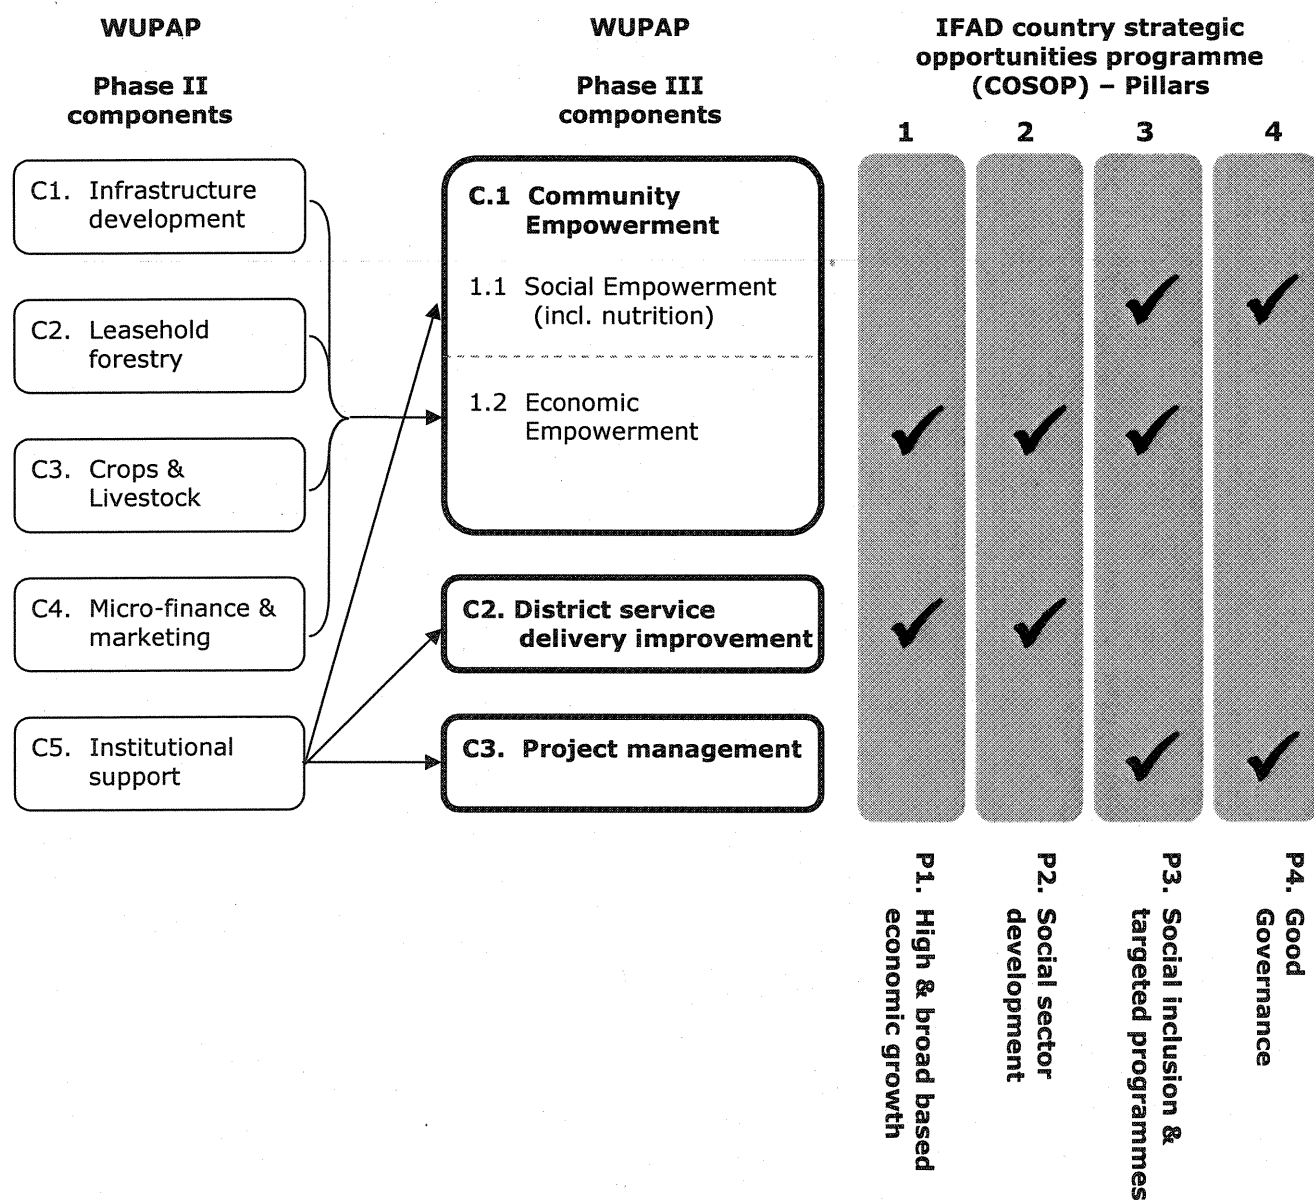 WUPAP
Phase II
components
WUPAP
Phase III
components
IFAD country strategic
opportunities programme
(COSOP) – Pillars
1 2 3 4
C1. Infrastructure
development
C2. Leasehold
forestry
C3. Crops &
Livestock
C4. Micro-finance &
marketing
C5. Institutional
support
C.1 Community
Empowerment
1.1 Social Empowerment
(incl. nutrition)
1.2 Economic
Empowerment
C2. District service
delivery improvement
C3. Project management
P1. High & broad based
economic growth
P2. Social sector
development
P3. Social inclusion &
targeted programmes
P4. Good
Governance